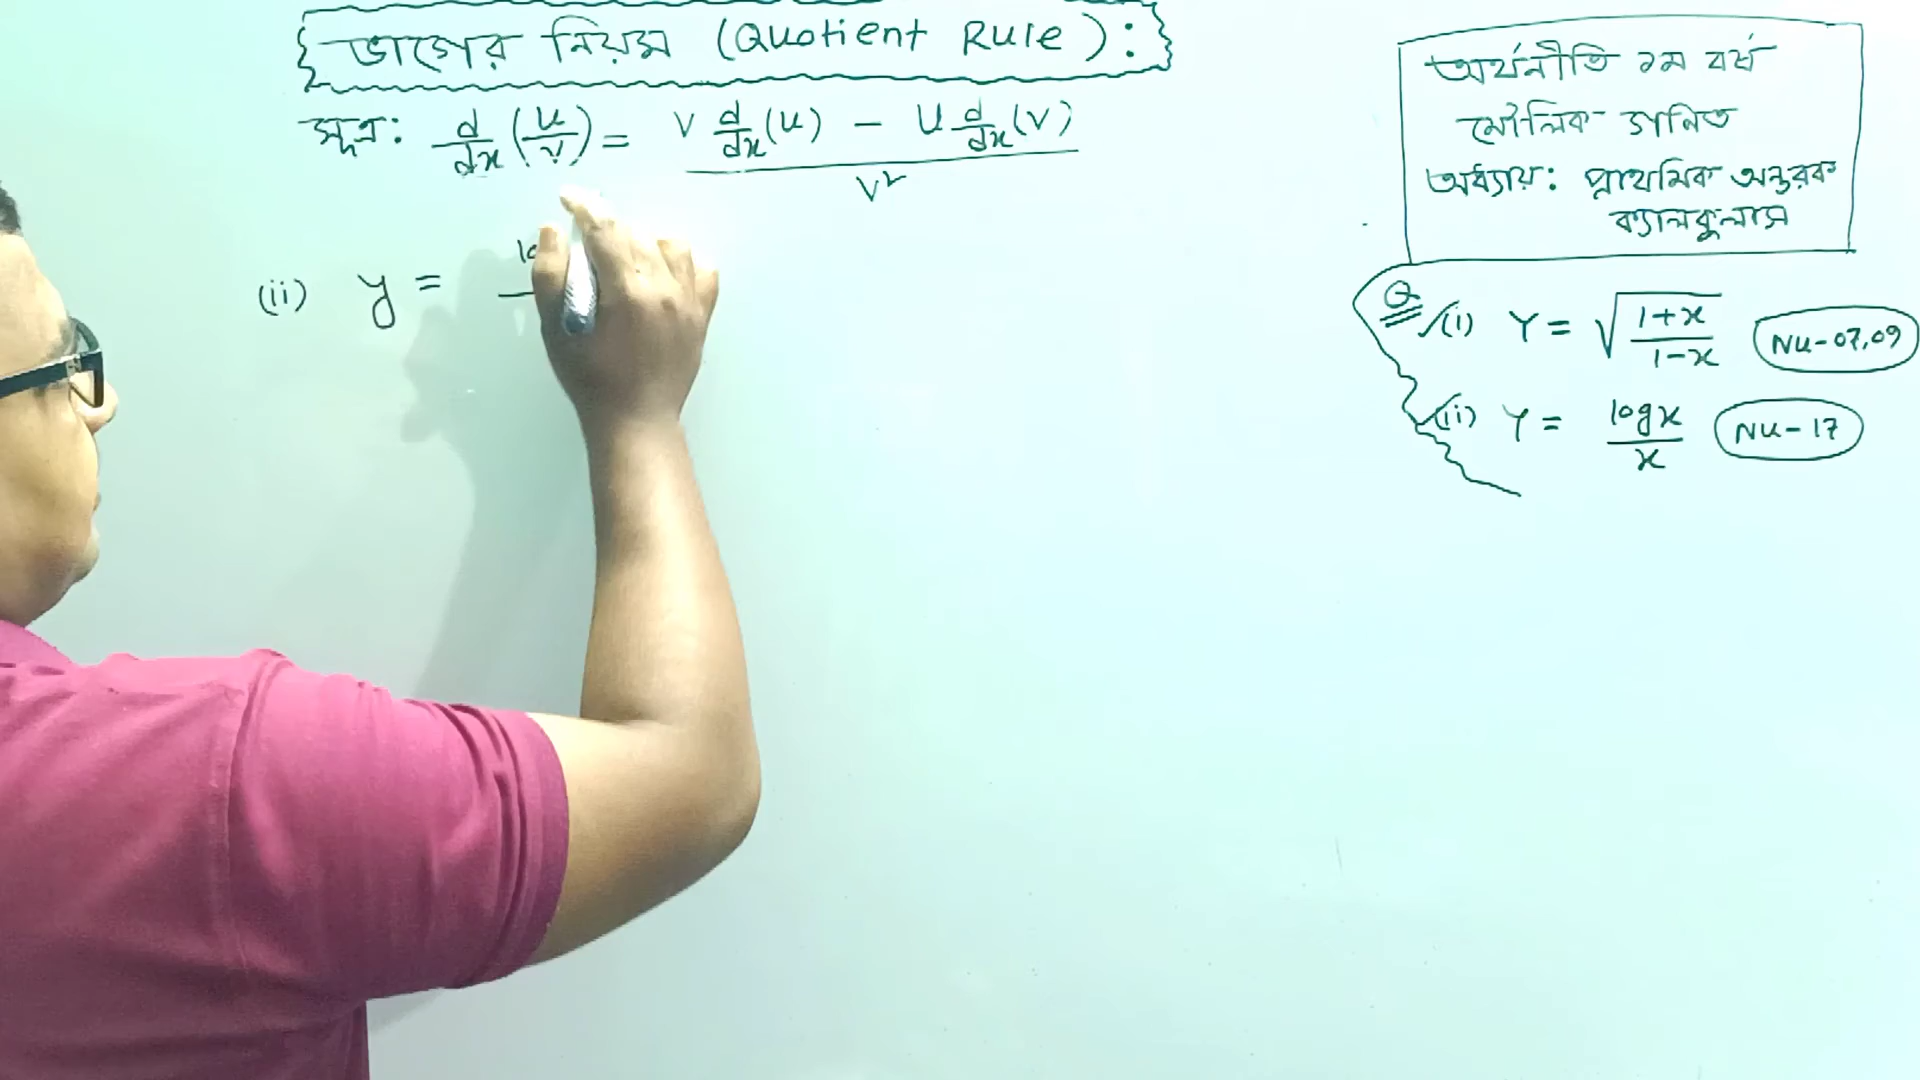 ভাগের নিয়ম (Quotient Rule):
সূত্র: d/dx (u/v) = (v d/dx (u) − u d/dx (v)) / v²
(ii) y =
অর্থনীতি ১ম বর্ষ
মৌলিক গনিত
অধ্যায়: প্রাথমিক অন্তরক
ক্যালকুলাস
Q (i) Y = √((1+x)/(1-x)) NU-07,09
(ii) Y = logx/x NU-17